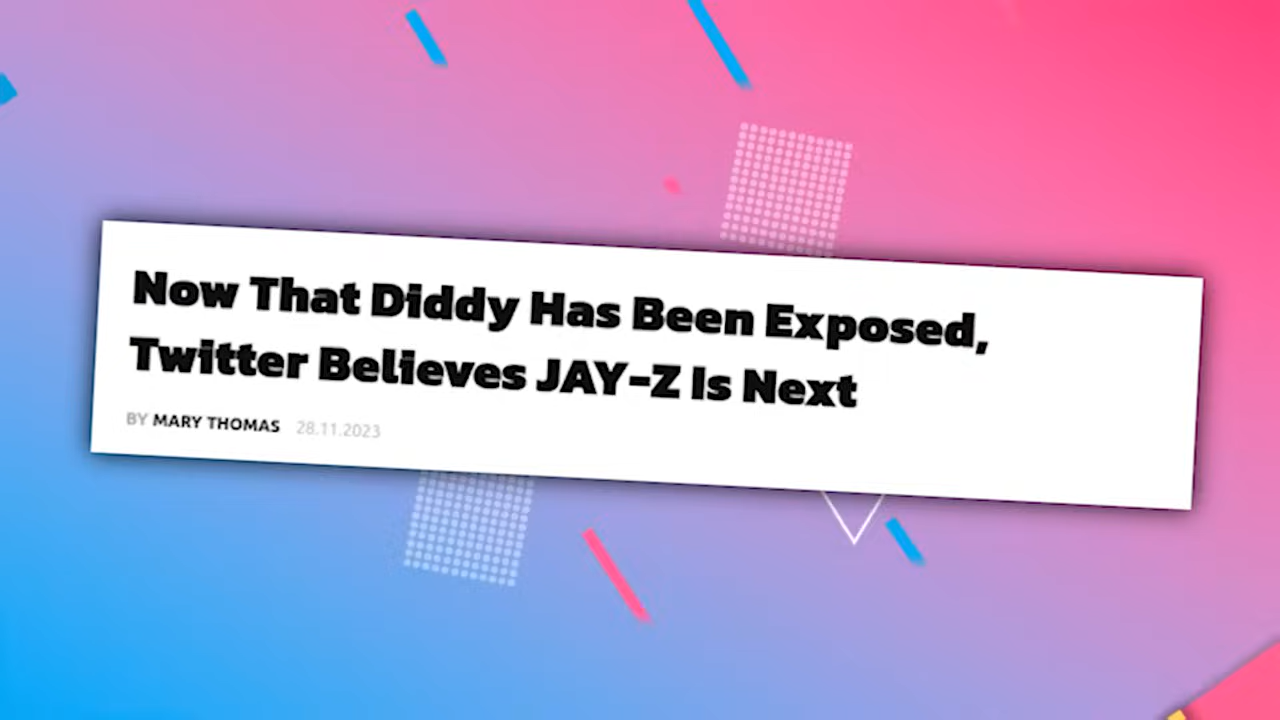 Now That Diddy Has Been Exposed,
Twitter Believes JAY-Z Is Next
BY MARY THOMAS 28.11.2023